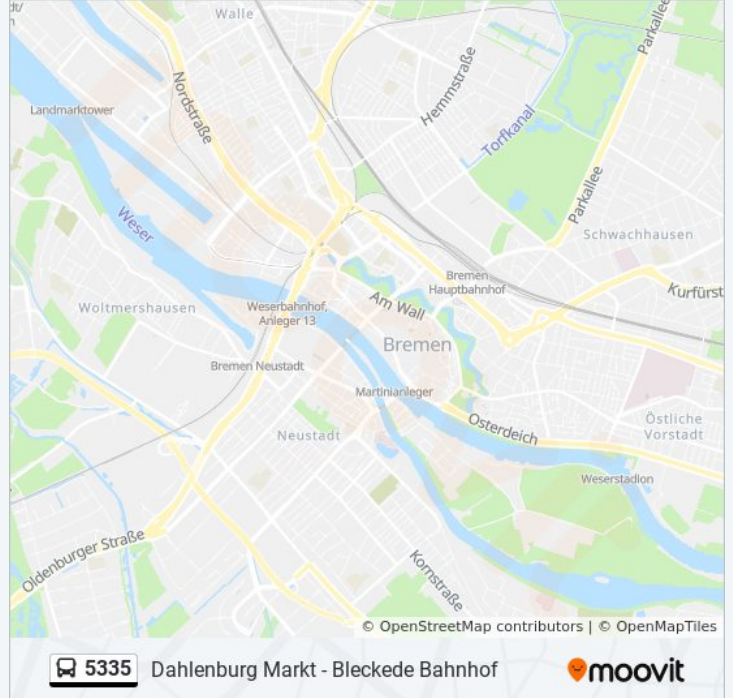 dt/
Walle
Parkallee
Hemmstraße
Nordstraße
Landmarktower
Torfkanal
Parkallee
Weser
Schwachhausen
Bremen
Hauptbahnhof
Kurfürst
Woltmershausen
Weserbahnhof,
Anleger 13
Am Wall
Bremen
Bremen Neustadt
Martinianleger
Neustadt
Osterdeich
Östliche
Vorstadt
Weserstadion
Oldenburger Straße
Kornstraße
© OpenStreetMap contributors | © OpenMapTiles
5335 Dahlenburg Markt - Bleckede Bahnhof
moovit